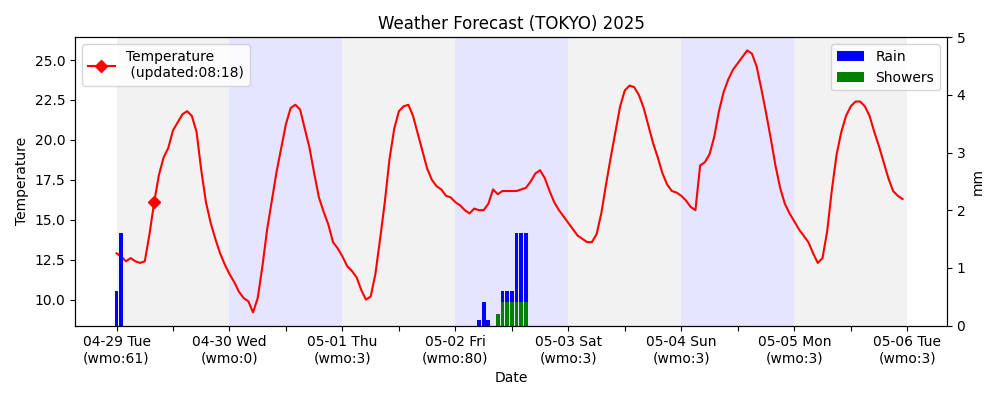 Weather Forecast (TOKYO) 2025
Temperature
(updated:08:18)
Rain
Showers
25.0
22.5
20.0
17.5
15.0
12.5
10.0
Temperature
5
4
3
2
1
0
mm
04-29 Tue
(wmo:61)
04-30 Wed
(wmo:0)
05-01 Thu
(wmo:3)
05-02 Fri
(wmo:80)
05-03 Sat
(wmo:3)
05-04 Sun
(wmo:3)
05-05 Mon
(wmo:3)
05-06 Tue
(wmo:3)
Date